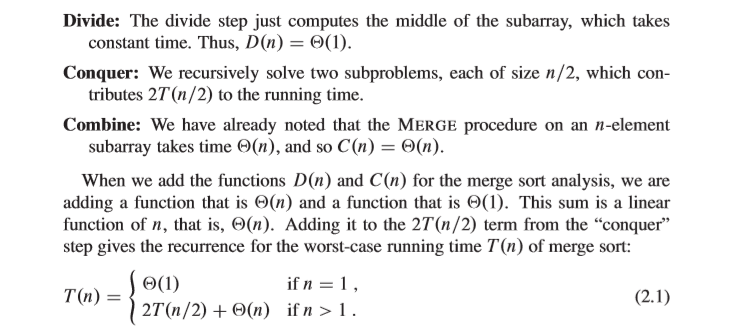 Divide: The divide step just computes the middle of the subarray, which takes
constant time. Thus, D(n) = Θ(1).
Conquer: We recursively solve two subproblems, each of size n/2, which con-
tributes 2T(n/2) to the running time.
Combine: We have already noted that the MERGE procedure on an n-element
subarray takes time Θ(n), and so C(n) = Θ(n).
When we add the functions D(n) and C(n) for the merge sort analysis, we are
adding a function that is Θ(n) and a function that is Θ(1). This sum is a linear
function of n, that is, Θ(n). Adding it to the 2T(n/2) term from the “conquer”
step gives the recurrence for the worst-case running time T(n) of merge sort:
T(n) = { Θ(1) if n = 1 ,
2T(n/2) + Θ(n) if n > 1 . (2.1)